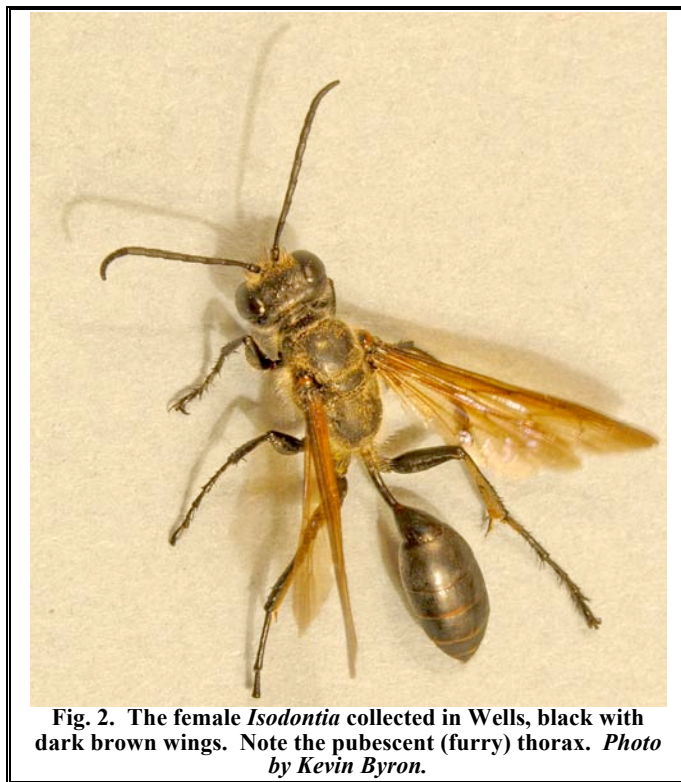 Fig. 2. The female Isodontia collected in Wells, black with
dark brown wings. Note the pubescent (furry) thorax. Photo
by Kevin Byron.